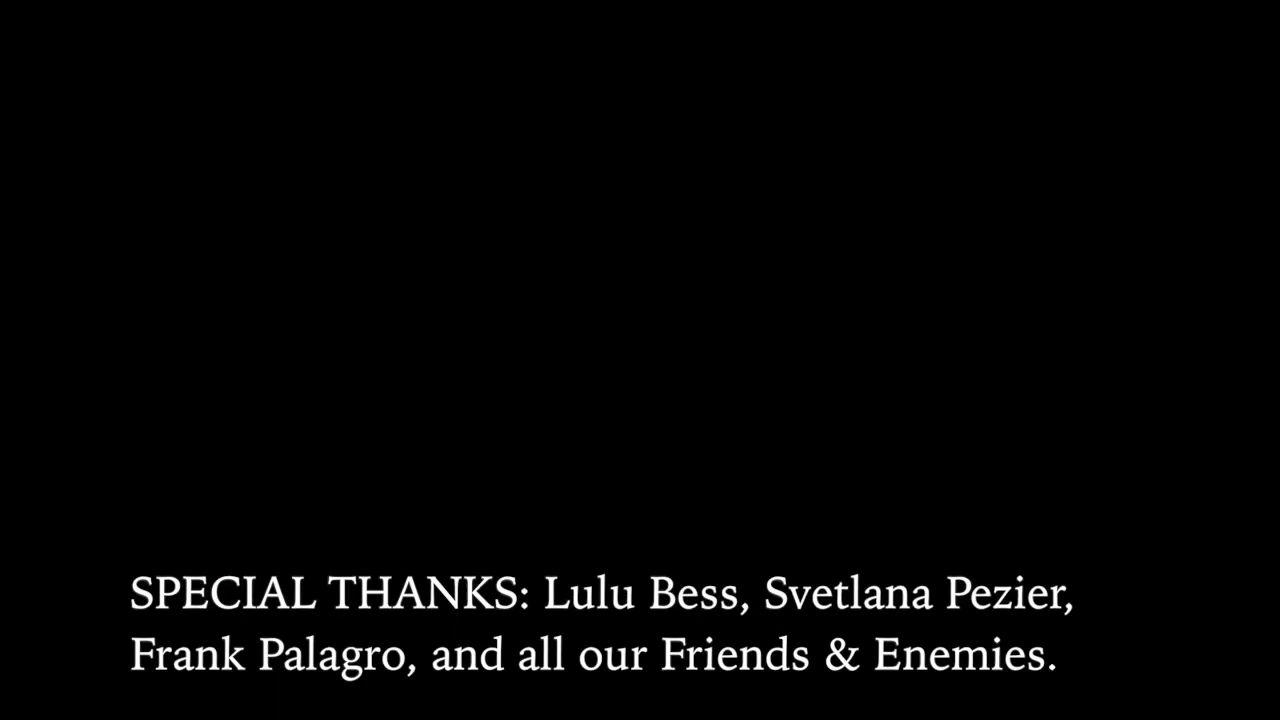 SPECIAL THANKS: Lulu Bess, Svetlana Pezier,
Frank Palagro, and all our Friends & Enemies.